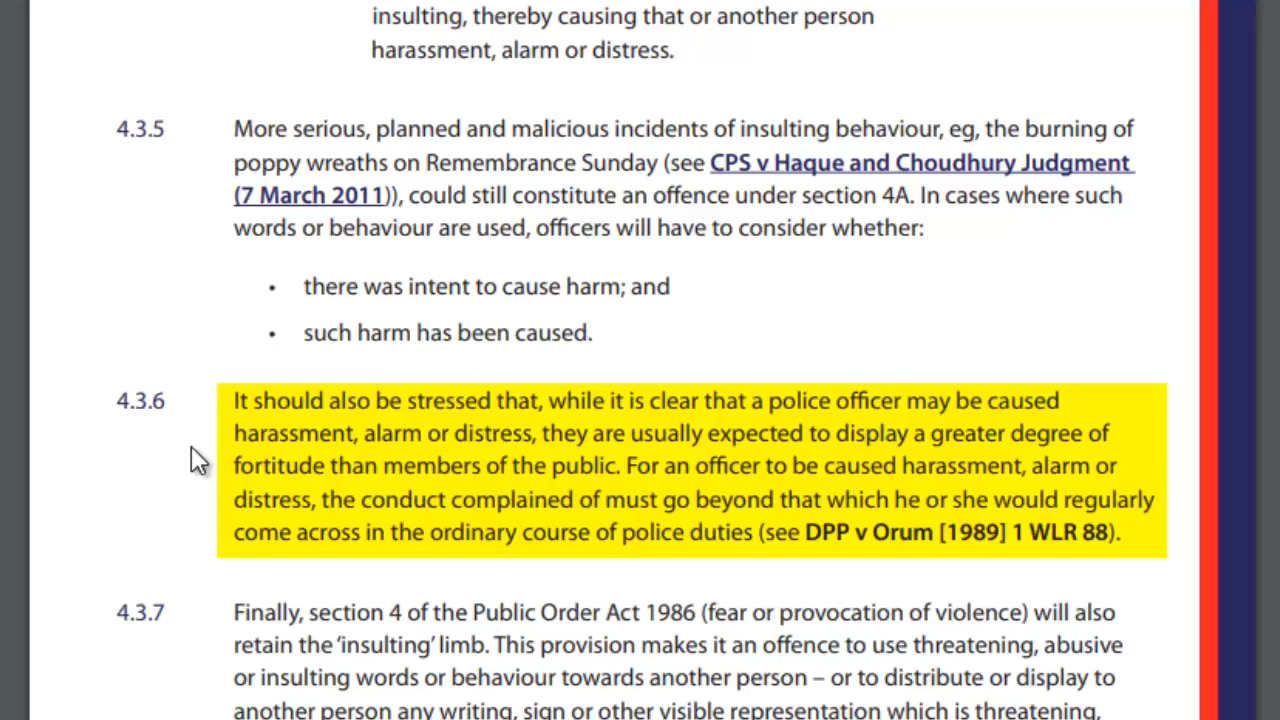 insulting, thereby causing that or another person
harassment, alarm or distress.
4.3.5 More serious, planned and malicious incidents of insulting behaviour, eg, the burning of
poppy wreaths on Remembrance Sunday (see CPS v Haque and Choudhury Judgment
(7 March 2011)), could still constitute an offence under section 4A. In cases where such
words or behaviour are used, officers will have to consider whether:
• there was intent to cause harm; and
• such harm has been caused.
4.3.6 It should also be stressed that, while it is clear that a police officer may be caused
harassment, alarm or distress, they are usually expected to display a greater degree of
fortitude than members of the public. For an officer to be caused harassment, alarm or
distress, the conduct complained of must go beyond that which he or she would regularly
come across in the ordinary course of police duties (see DPP v Orum [1989] 1 WLR 88).
4.3.7 Finally, section 4 of the Public Order Act 1986 (fear or provocation of violence) will also
retain the ‘insulting’ limb. This provision makes it an offence to use threatening, abusive
or insulting words or behaviour towards another person – or to distribute or display to
another person any writing, sign or other visible representation which is threatening,